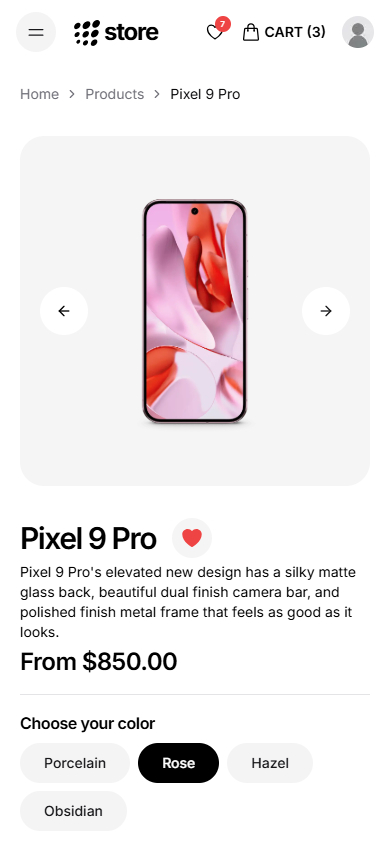 store
7
CART (3)
Home > Products > Pixel 9 Pro
Pixel 9 Pro
Pixel 9 Pro's elevated new design has a silky matte
glass back, beautiful dual finish camera bar, and
polished finish metal frame that feels as good as it
looks.
From $850.00
Choose your color
Porcelain
Rose
Hazel
Obsidian